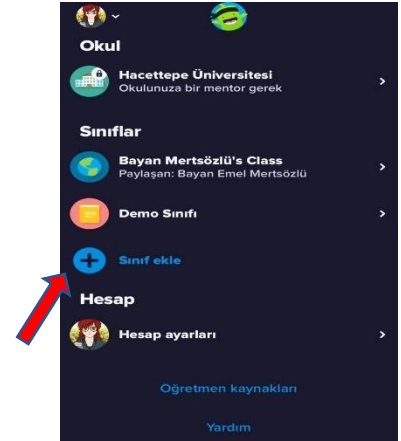 Okul
Hacettepe Üniversitesi
Okulunuza bir mentor gerek
Sınıflar
Bayan Mertsözlü's Class
Paylaşan: Bayan Emel Mertsözlü
Demo Sınıfı
Sınıf ekle
Hesap
Hesap ayarları
Öğretmen kaynakları
Yardım